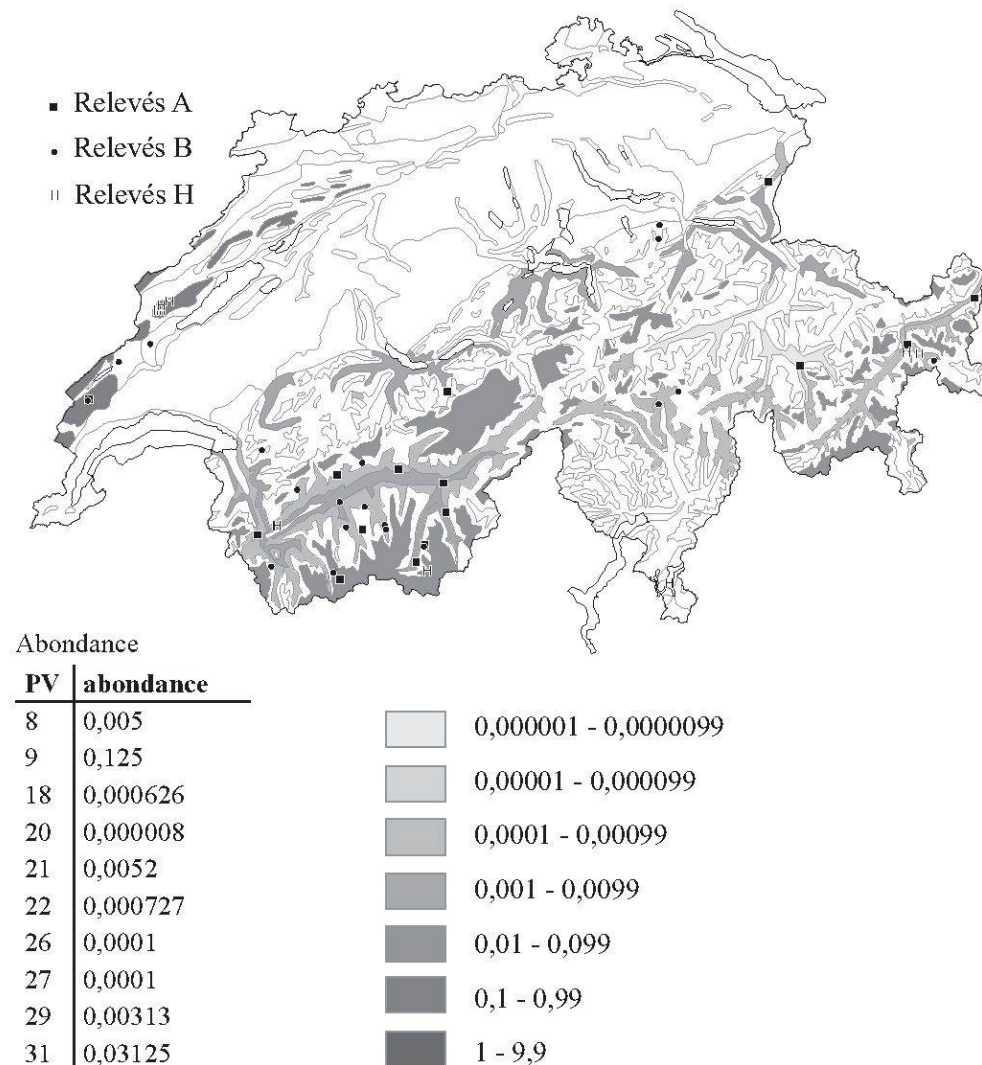 Relevés A
Relevés B
H Relevés H
H
H
H
Abondance
PV abondance
8 0,005
9 0,125
18 0,000626
20 0,000008
21 0,0052
22 0,000727
26 0,0001
27 0,0001
29 0,00313
31 0,03125
0,000001 - 0,0000099
0,00001 - 0,000099
0,0001 - 0,00099
0,001 - 0,0099
0,01 - 0,099
0,1 - 0,99
1 - 9,9